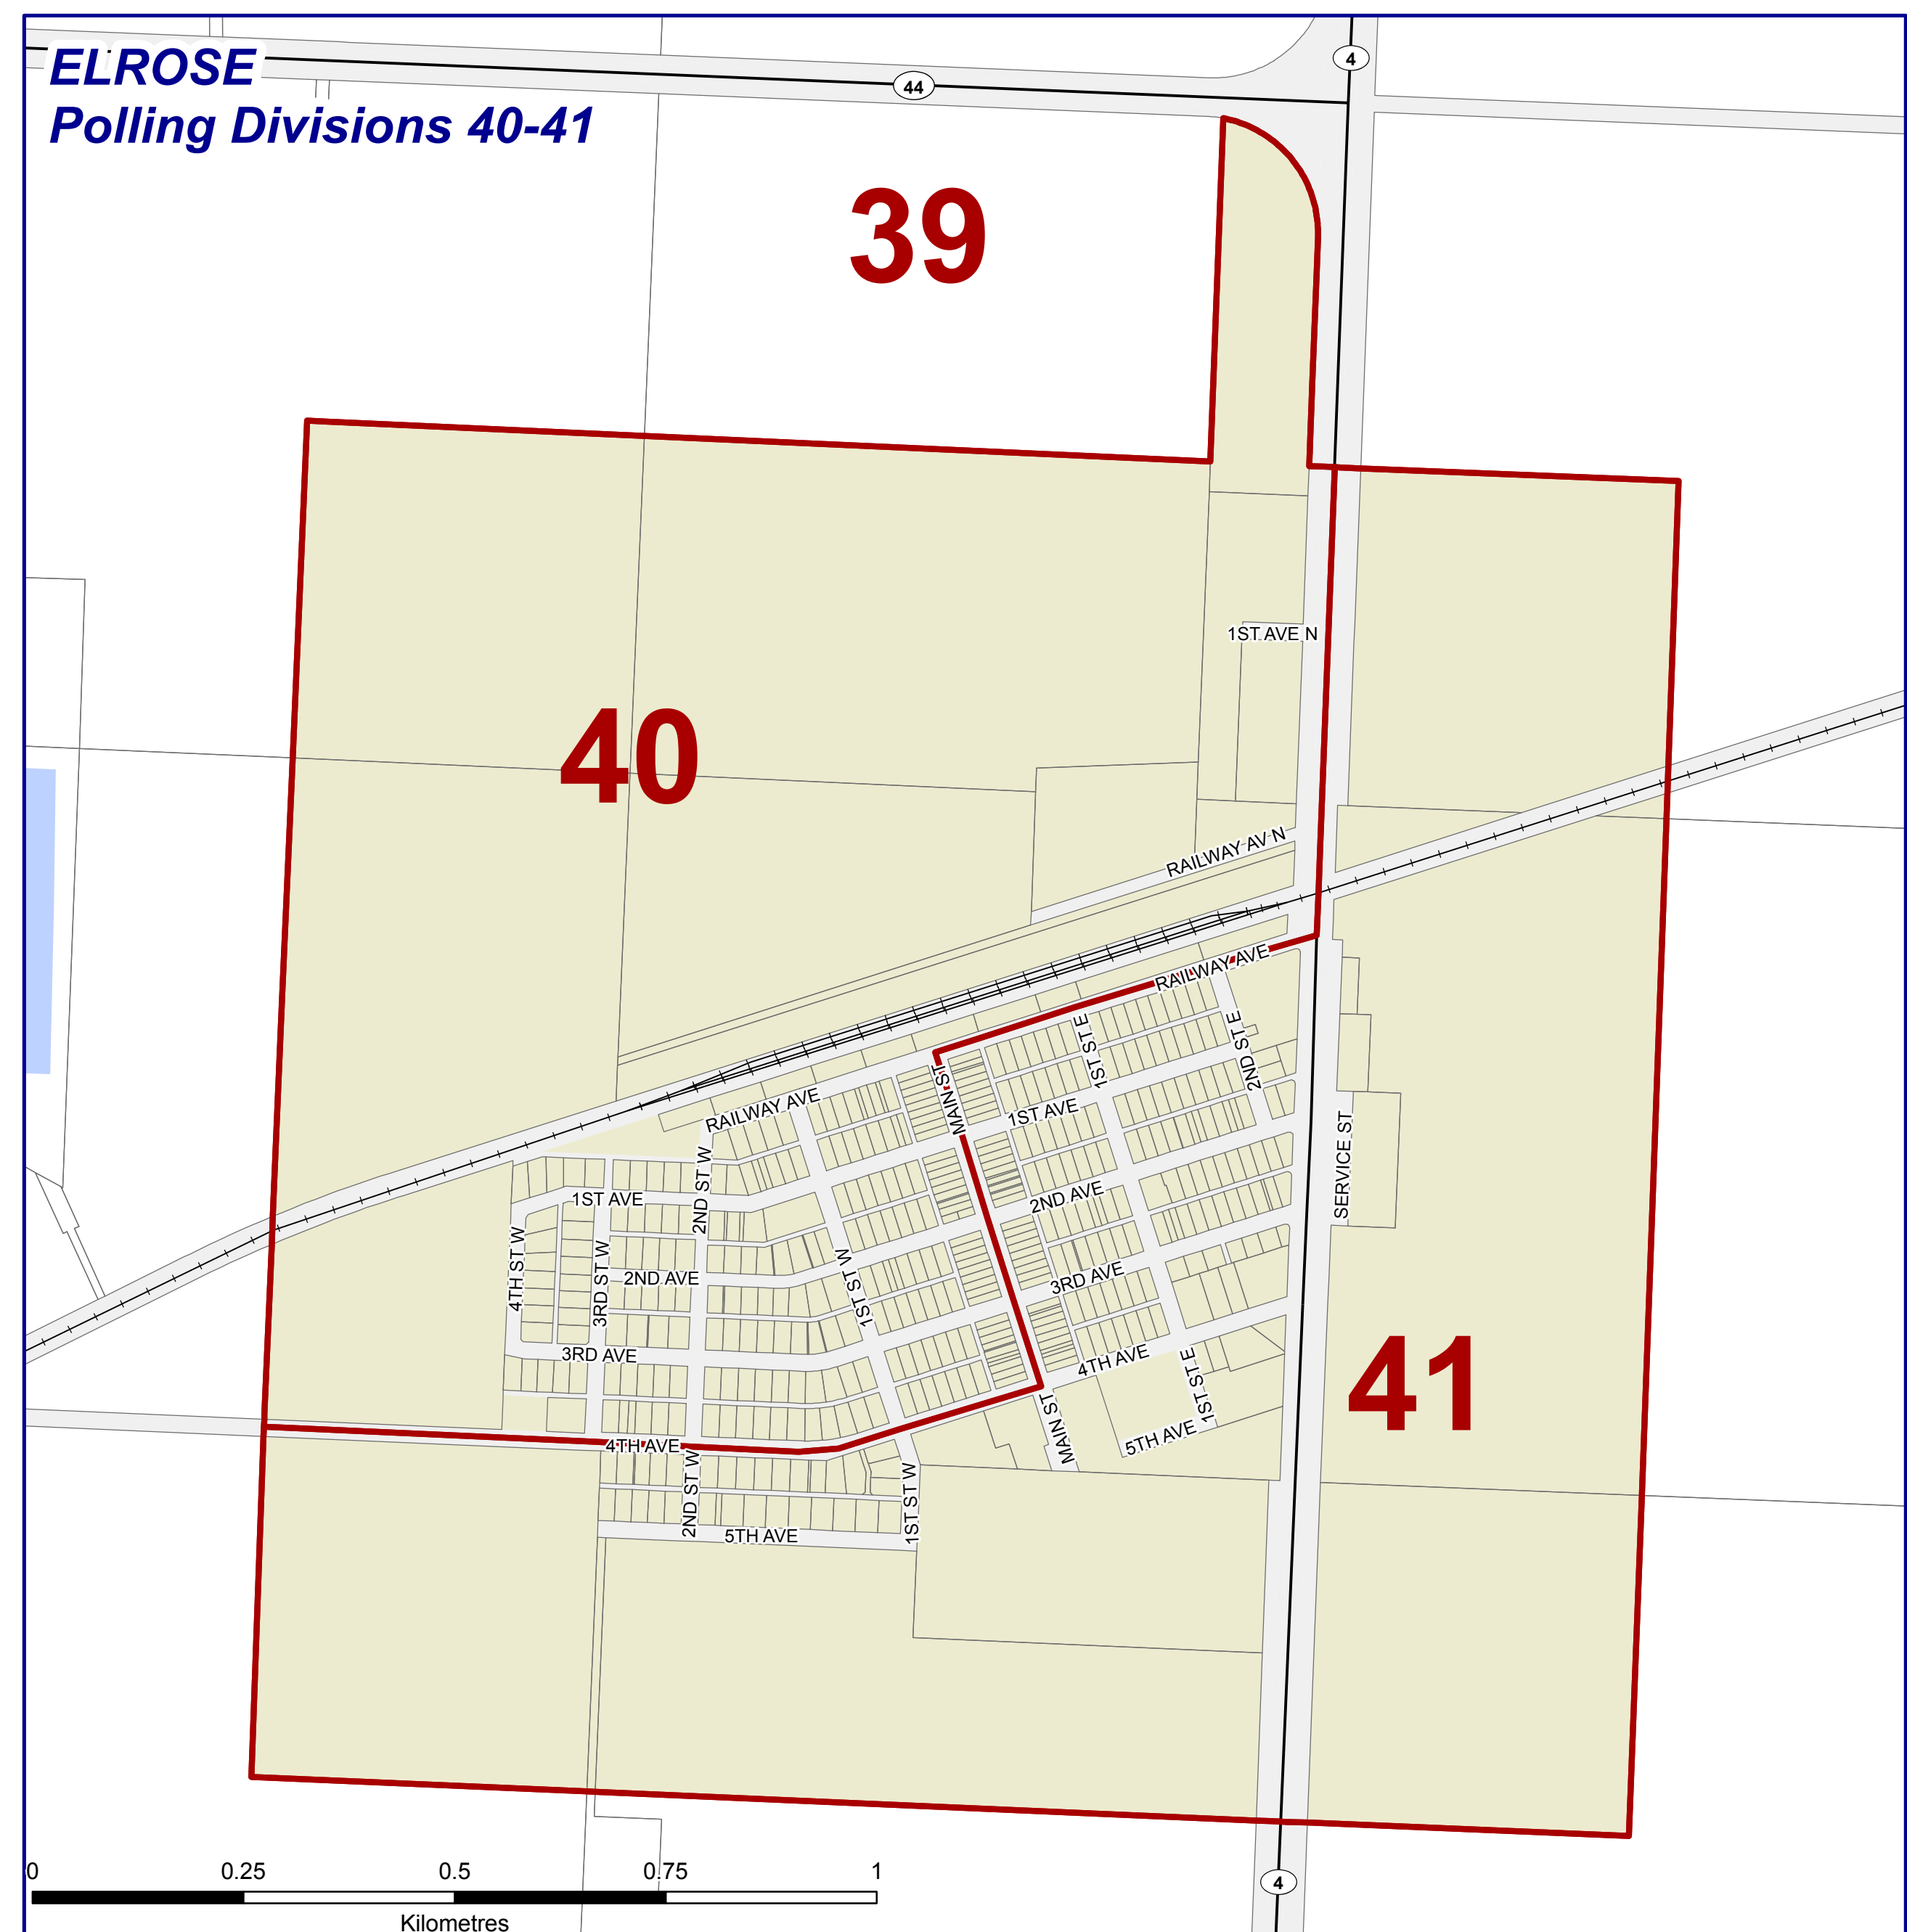 ELROSE
Polling Divisions 40-41
4
44
39
1ST AVE N
40
RAILWAY AV N
RAILWAY AVE
1ST ST E
2ND ST E
MAIN ST
RAILWAY AVE
1ST AVE
SERVICE ST
2ND ST W
1ST AVE
2ND AVE
4TH ST W
3RD ST W
2ND AVE
1ST ST W
3RD AVE
3RD AVE
4TH AVE
41
1ST ST E
MAIN ST
5TH AVE
4TH AVE
2ND ST W
1ST ST W
5TH AVE
0 0.25 0.5 0.75 1
Kilometres
4